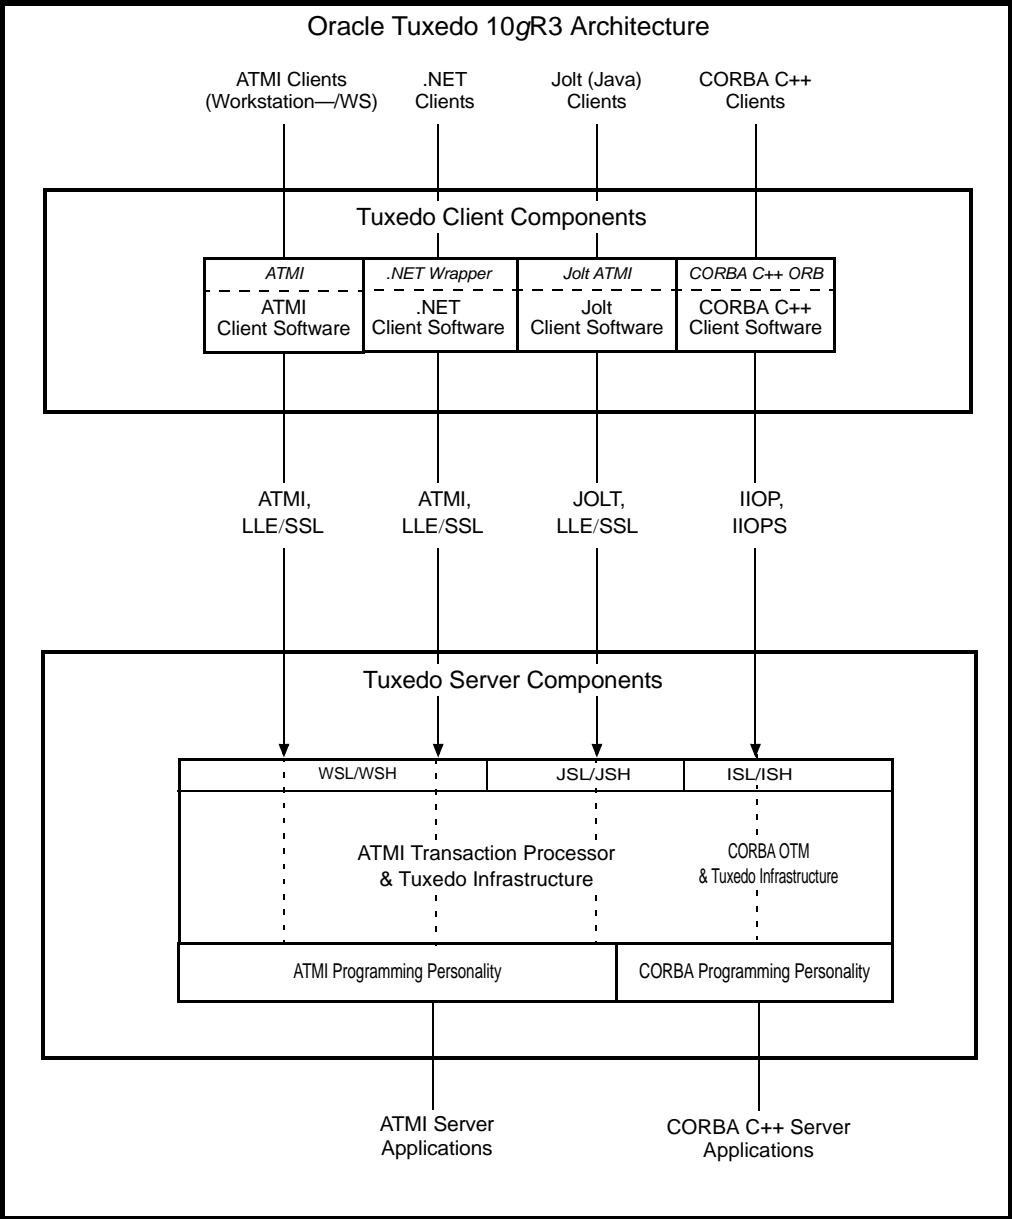 Oracle Tuxedo 10gR3 Architecture
ATMI Clients
(Workstation—/WS)
.NET
Clients
Jolt (Java)
Clients
CORBA C++
Clients
Tuxedo Client Components
ATMI
.NET Wrapper
Jolt ATMI
CORBA C++ ORB
ATMI
Client Software
.NET
Client Software
Jolt
Client Software
CORBA C++
Client Software
ATMI,
LLE/SSL
ATMI,
LLE/SSL
JOLT,
LLE/SSL
IIOP,
IIOPS
Tuxedo Server Components
WSL/WSH
JSL/JSH
ISL/ISH
ATMI Transaction Processor
& Tuxedo Infrastructure
CORBA OTM
& Tuxedo Infrastructure
ATMI Programming Personality
CORBA Programming Personality
ATMI Server
Applications
CORBA C++ Server
Applications